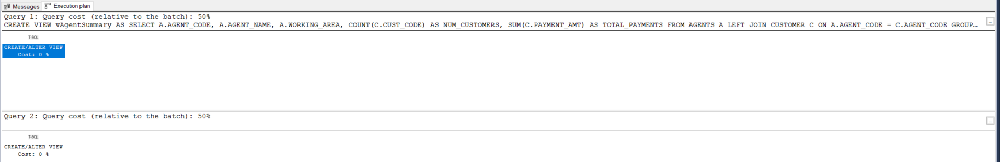 Messages Execution plan
Query 1: Query cost (relative to the batch): 50%
CREATE VIEW vAgentSummary AS SELECT A.AGENT_CODE, A.AGENT_NAME, A.WORKING_AREA, COUNT(C.CUST_CODE) AS NUM_CUSTOMERS, SUM(C.PAYMENT_AMT) AS TOTAL_PAYMENTS FROM AGENTS A LEFT JOIN CUSTOMER C ON A.AGENT_CODE = C.AGENT_CODE GROUP…
...
T-SQL
CREATE/ALTER VIEW
Cost: 0 %
Query 2: Query cost (relative to the batch): 50%
...
T-SQL
CREATE/ALTER VIEW
Cost: 0 %